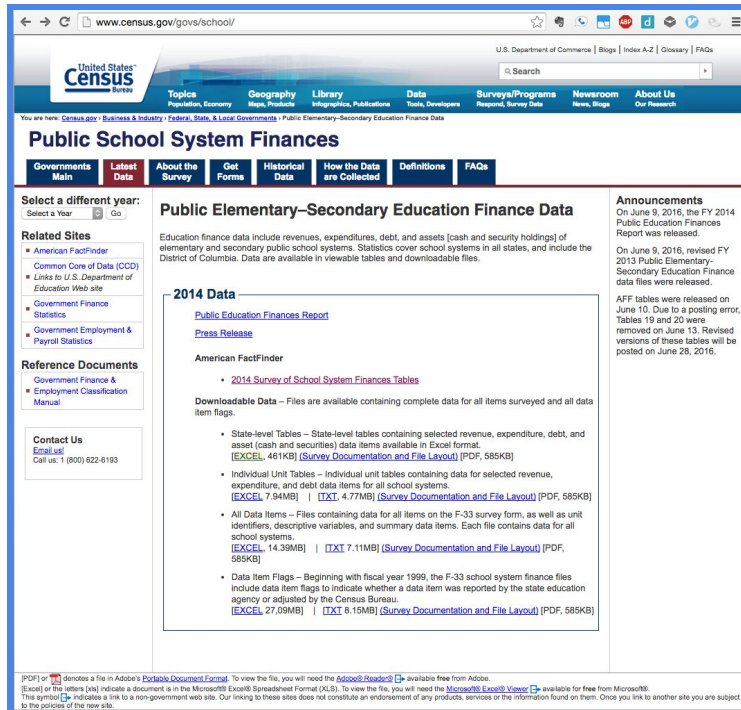 www.census.gov/govs/school/
U.S. Department of Commerce | Blogs | Index A-Z | Glossary | FAQs
United States™
Census
Bureau
Search
Topics
Population, Economy
Geography
Maps, Products
Library
Infographics, Publications
Data
Tools, Developers
Surveys/Programs
Respond, Survey Data
Newsroom
News, Blogs
About Us
Our Research
You are here: Census.gov › Business & Industry › Federal, State, & Local Governments › Public Elementary–Secondary Education Finance Data
Public School System Finances
Governments
Main
Latest
Data
About the
Survey
Get
Forms
Historical
Data
How the Data
are Collected
Definitions
FAQs
Select a different year:
Select a Year
Go
Related Sites
American FactFinder
Common Core of Data (CCD)
Links to U.S..Department of
Education Web site
Government Finance
Statistics
Government Employment &
Payroll Statistics
Reference Documents
Government Finance &
Employment Classification
Manual
Contact Us
Email us!
Call us: 1 (800) 622-6193
Public Elementary–Secondary Education Finance Data
Education finance data include revenues, expenditures, debt, and assets [cash and security holdings] of
elementary and secondary public school systems. Statistics cover school systems in all states, and include the
District of Columbia. Data are available in viewable tables and downloadable files.
2014 Data
Public Education Finances Report
Press Release
American FactFinder
2014 Survey of School System Finances Tables
Downloadable Data – Files are available containing complete data for all items surveyed and all data
item flags.
State-level Tables – State-level tables containing selected revenue, expenditure, debt, and
asset (cash and securities) data items available in Excel format.
[EXCEL, 461KB] (Survey Documentation and File Layout) [PDF, 585KB]
Individual Unit Tables – Individual unit tables containing data for selected revenue,
expenditure, and debt data items for all school systems.
[EXCEL 7.94MB] | [TXT, 4.77MB] (Survey Documentation and File Layout) [PDF, 585KB]
All Data Items – Files containing data for all items on the F-33 survey form, as well as unit
identifiers, descriptive variables, and summary data items. Each file contains data for all
school systems.
[EXCEL, 14.39MB] | [TXT 7.11MB] (Survey Documentation and File Layout) [PDF,
585KB]
Data Item Flags – Beginning with fiscal year 1999, the F-33 school system finance files
include data item flags to indicate whether a data item was reported by the state education
agency or adjusted by the Census Bureau.
[EXCEL 27,09MB] | [TXT 8.15MB] (Survey Documentation and File Layout) [PDF, 585KB]
Announcements
On June 9, 2016, the FY 2014
Public Education Finances
Report was released.
On June 9, 2016, revised FY
2013 Public Elementary-
Secondary Education Finance
data files were released.
AFF tables were released on
June 10. Due to a posting error,
Tables 19 and 20 were
removed on June 13. Revised
versions of these tables will be
posted on June 28, 2016.
[PDF] or denotes a file in Adobe's Portable Document Format. To view the file, you will need the Adobe® Reader® available free from Adobe.
[Excel] or the letters [xls] indicate a document is in the Microsoft® Excel® Spreadsheet Format (XLS). To view the file, you will need the Microsoft® Excel® Viewer available for free from Microsoft®.
This symbol indicates a link to a non-government web site. Our linking to these sites does not constitute an endorsement of any products, services or the information found on them. Once you link to another site you are subject
to the policies of the new site.